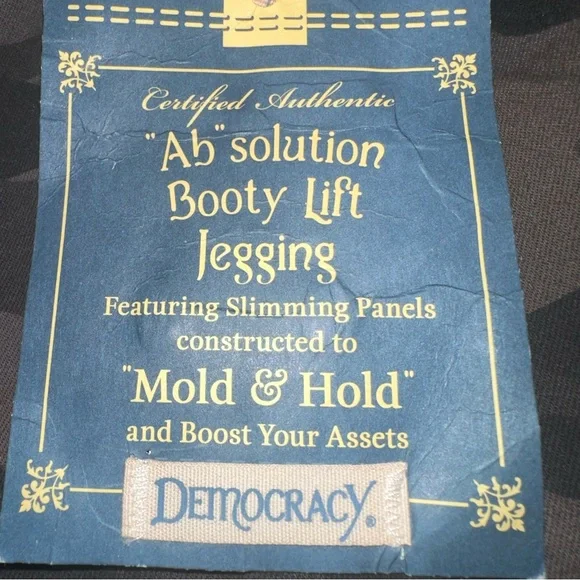 Certified Authentic
"Ab"solution
Booty Lift
Jegging
Featuring Slimming Panels
constructed to
"Mold & Hold"
and Boost Your Assets
DEMOCRACY®